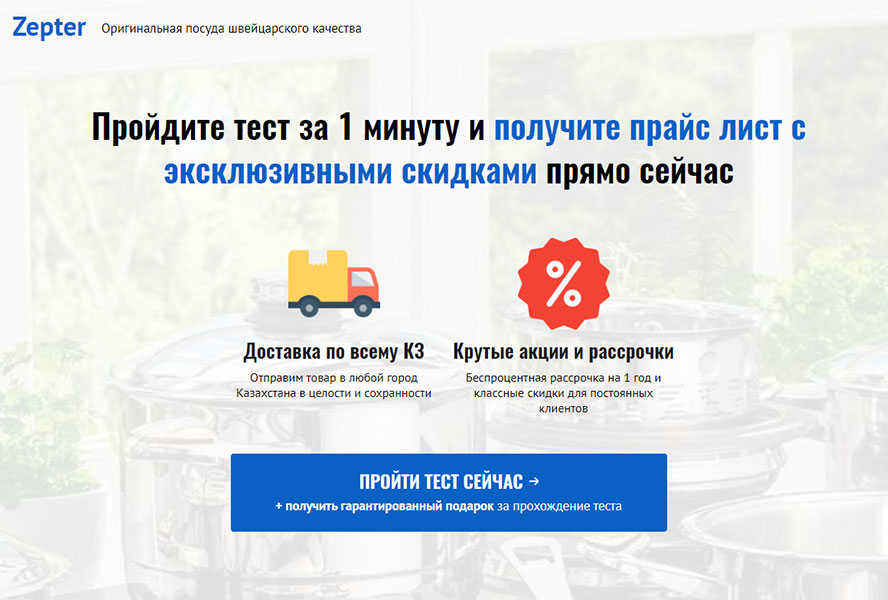 Zepter Оригинальная посуда швейцарского качества
Пройдите тест за 1 минуту и получите прайс лист с
эксклюзивными скидками прямо сейчас
%
Доставка по всему КЗ
Отправим товар в любой город
Казахстана в целости и сохранности
Крутые акции и рассрочки
Беспроцентная рассрочка на 1 год и
классные скидки для постоянных
клиентов
ПРОЙТИ ТЕСТ СЕЙЧАС →
+ получить гарантированный подарок за прохождение теста